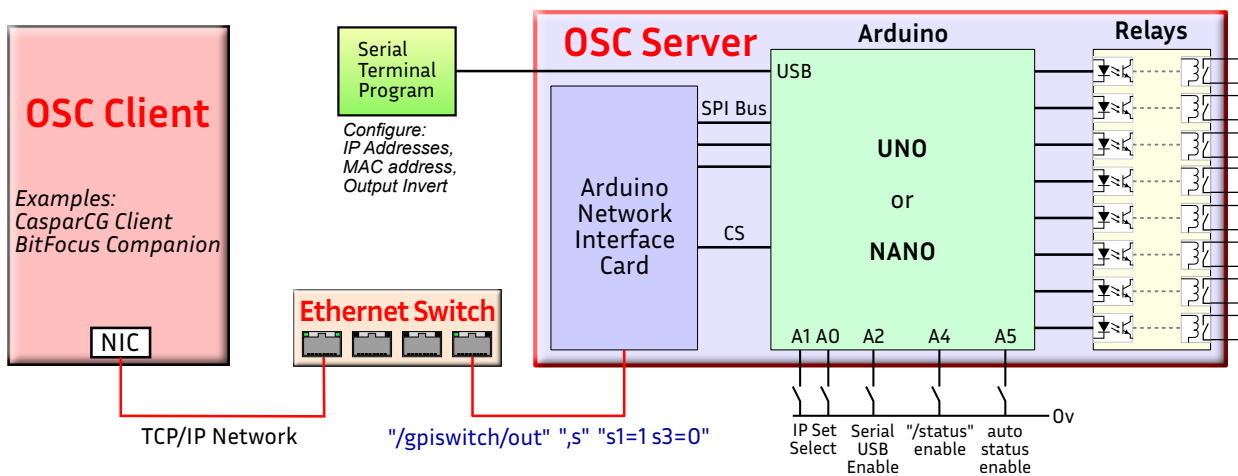 OSC Client
Examples:
CasparCG Client
BitFocus Companion
NIC
TCP/IP Network
Serial
Terminal
Program
Configure:
IP Addresses,
MAC address,
Output Invert
Ethernet Switch
"/gpiswitch/out" ",s" "s1=1 s3=0"
OSC Server
Arduino
Relays
USB
SPI Bus
UNO
or
NANO
Arduino
Network
Interface
Card
CS
A1 A0 A2 A4 A5
0v
IP Set
Select
Serial
USB
Enable
"/status"
enable
auto
status
enable